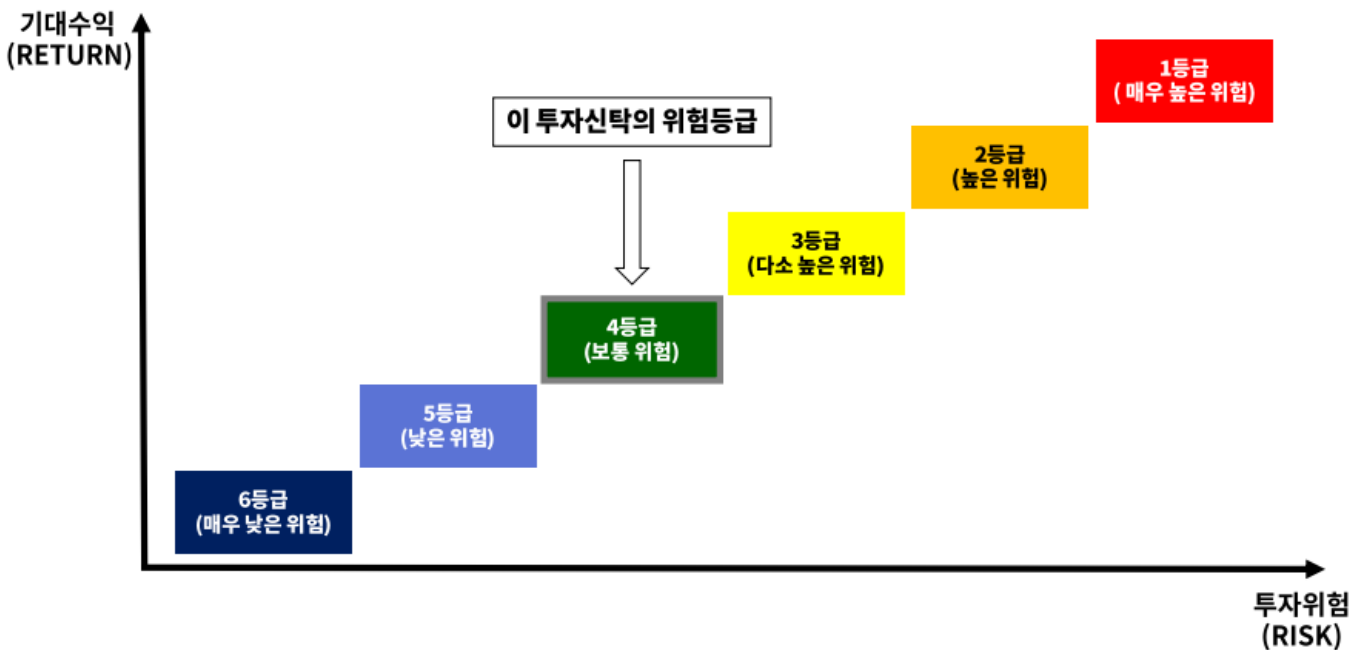 기대수익
(RETURN)
1등급
( 매우 높은 위험)
이 투자신탁의 위험등급
2등급
(높은 위험)
3등급
(다소 높은 위험)
4등급
(보통 위험)
5등급
(낮은 위험)
6등급
(매우 낮은 위험)
투자위험
(RISK)